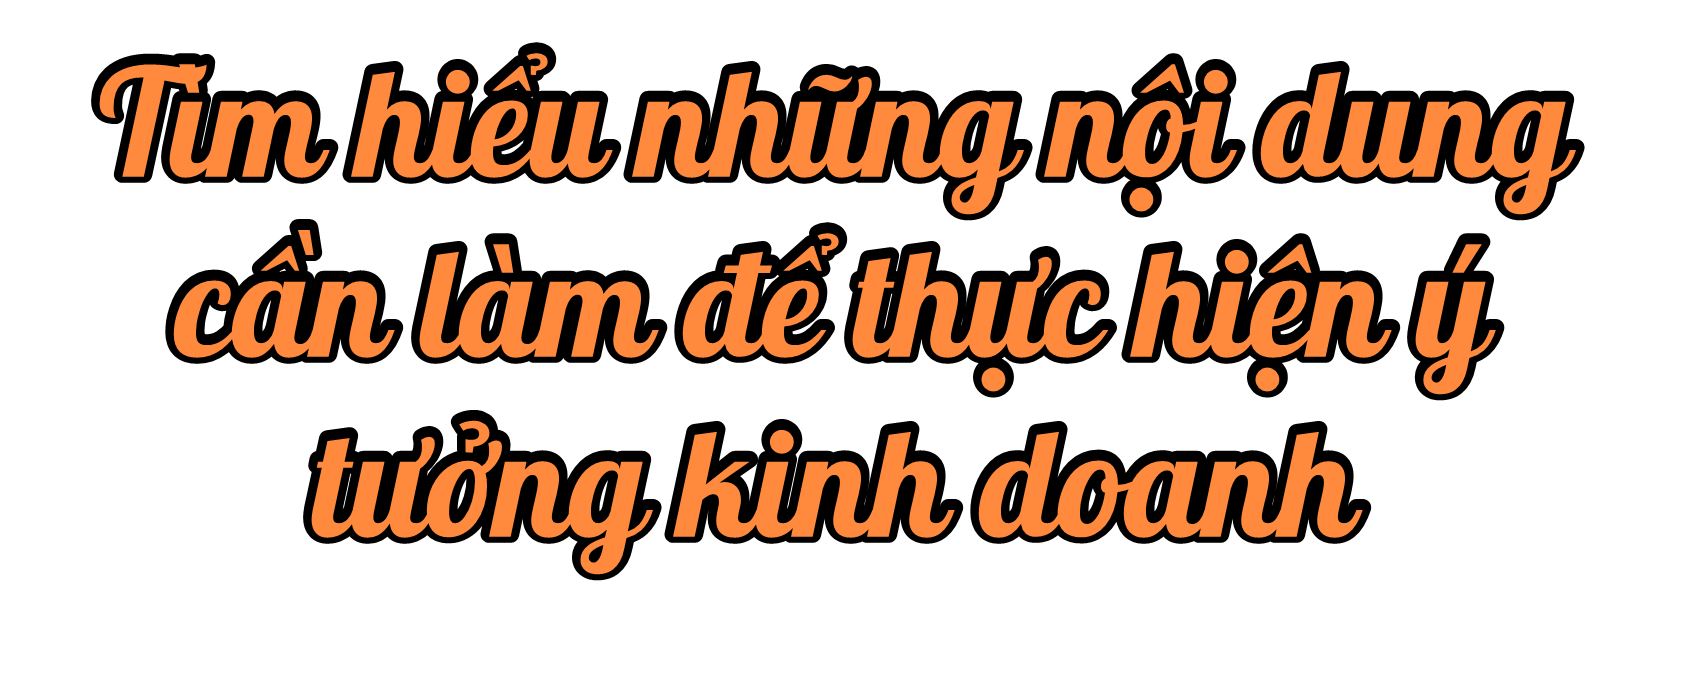 Tìm hiểu những nội dung
cần làm để thực hiện ý
tưởng kinh doanh